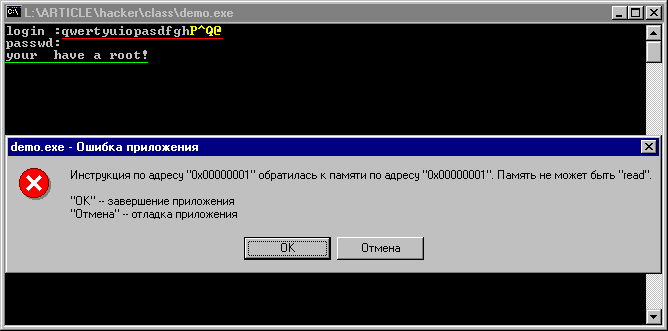 L:\ARTICLE\hacker\class\demo.exe
login :qwertyuiopasdfghP^Q@
passwd:
your  have a root!
demo.exe - Ошибка приложения
Инструкция по адресу "0x00000001" обратилась к памяти по адресу "0x00000001". Память не может быть "read".
"OK" -- завершение приложения
"Отмена" -- отладка приложения
OK
Отмена